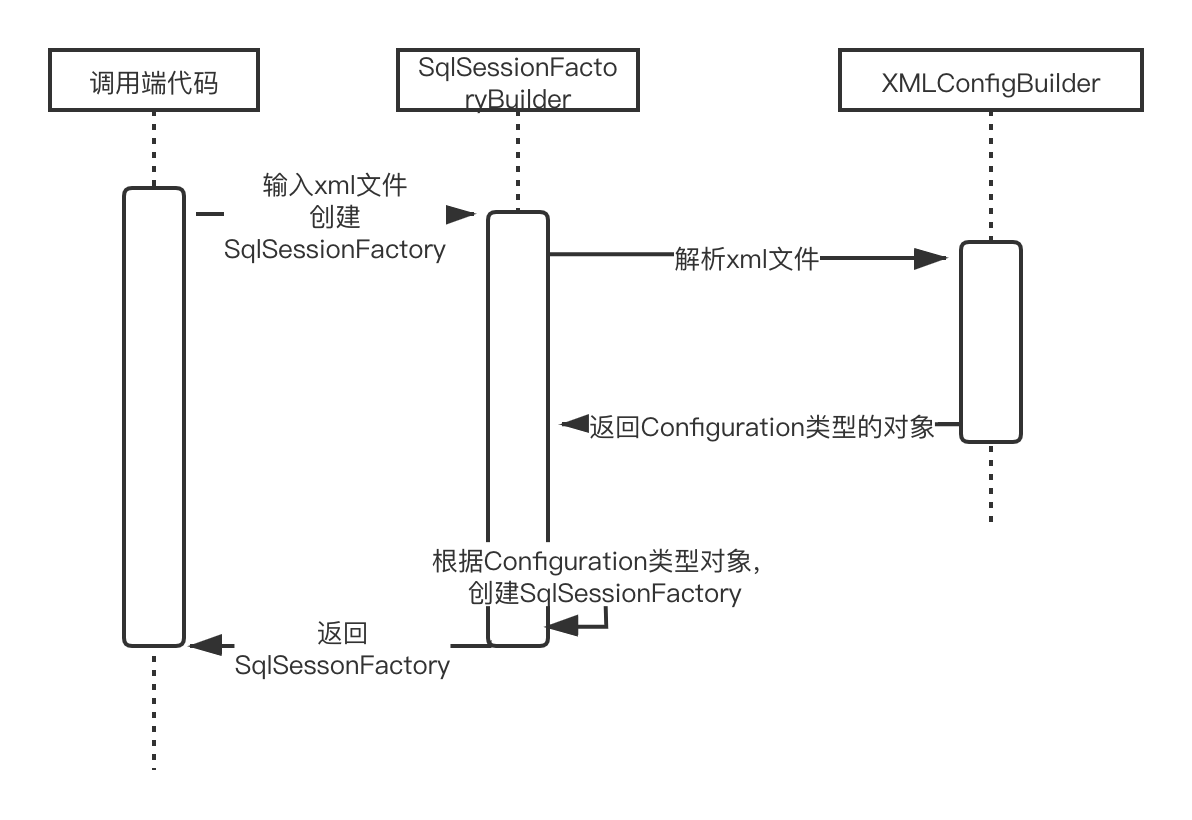 调用端代码
SqlSessionFacto
ryBuilder
XMLConfigBuilder
输入xml文件
创建
SqlSessionFactory
解析xml文件
返回Configuration类型的对象
根据Configuration类型对象，
创建SqlSessionFactory
返回
SqlSessonFactory